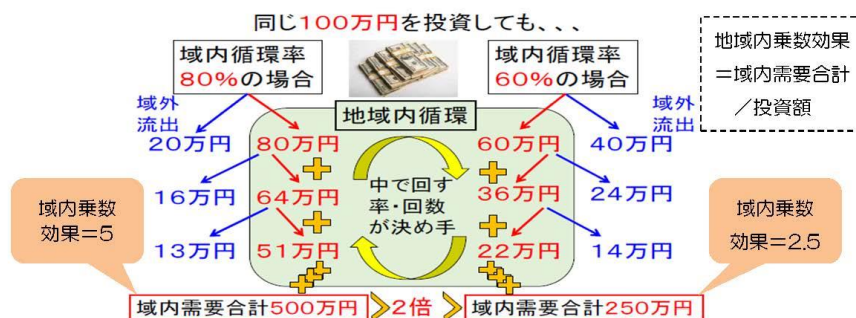 同じ100万円を投資しても、、、
域内循環率
80%の場合
域内循環率
60%の場合
地域内乗数効果
=域内需要合計
/投資額
域外
流出
地域内循環
域外
流出
20万円
80万円
60万円
40万円
16万円
64万円
中で回す
率・回数
が決め手
36万円
24万円
13万円
51万円
22万円
14万円
域内乗数
効果=5
域内乗数
効果=2.5
域内需要合計500万円
2倍
域内需要合計250万円